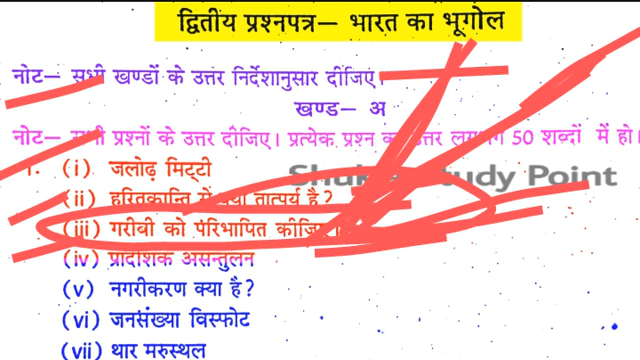 द्वितीय प्रश्नपत्र— भारत का भूगोल
नोट— सभी खण्डों के उत्तर निर्देशानुसार दीजिए।
खण्ड— अ
नोट— सभी प्रश्नों के उत्तर दीजिए। प्रत्येक प्रश्न का उत्तर लगभग 50 शब्दों में हो।
1. (i) जलोढ़ मिट्टी
Study Point
(ii) हरितक्रान्ति से क्या तात्पर्य है?
(iii) गरीबी को परिभाषित कीजिए।
(iv) प्रादेशिक असन्तुलन
(v) नगरीकरण क्या है?
(vi) जनसंख्या विस्फोट
(vii) थार मरुस्थल